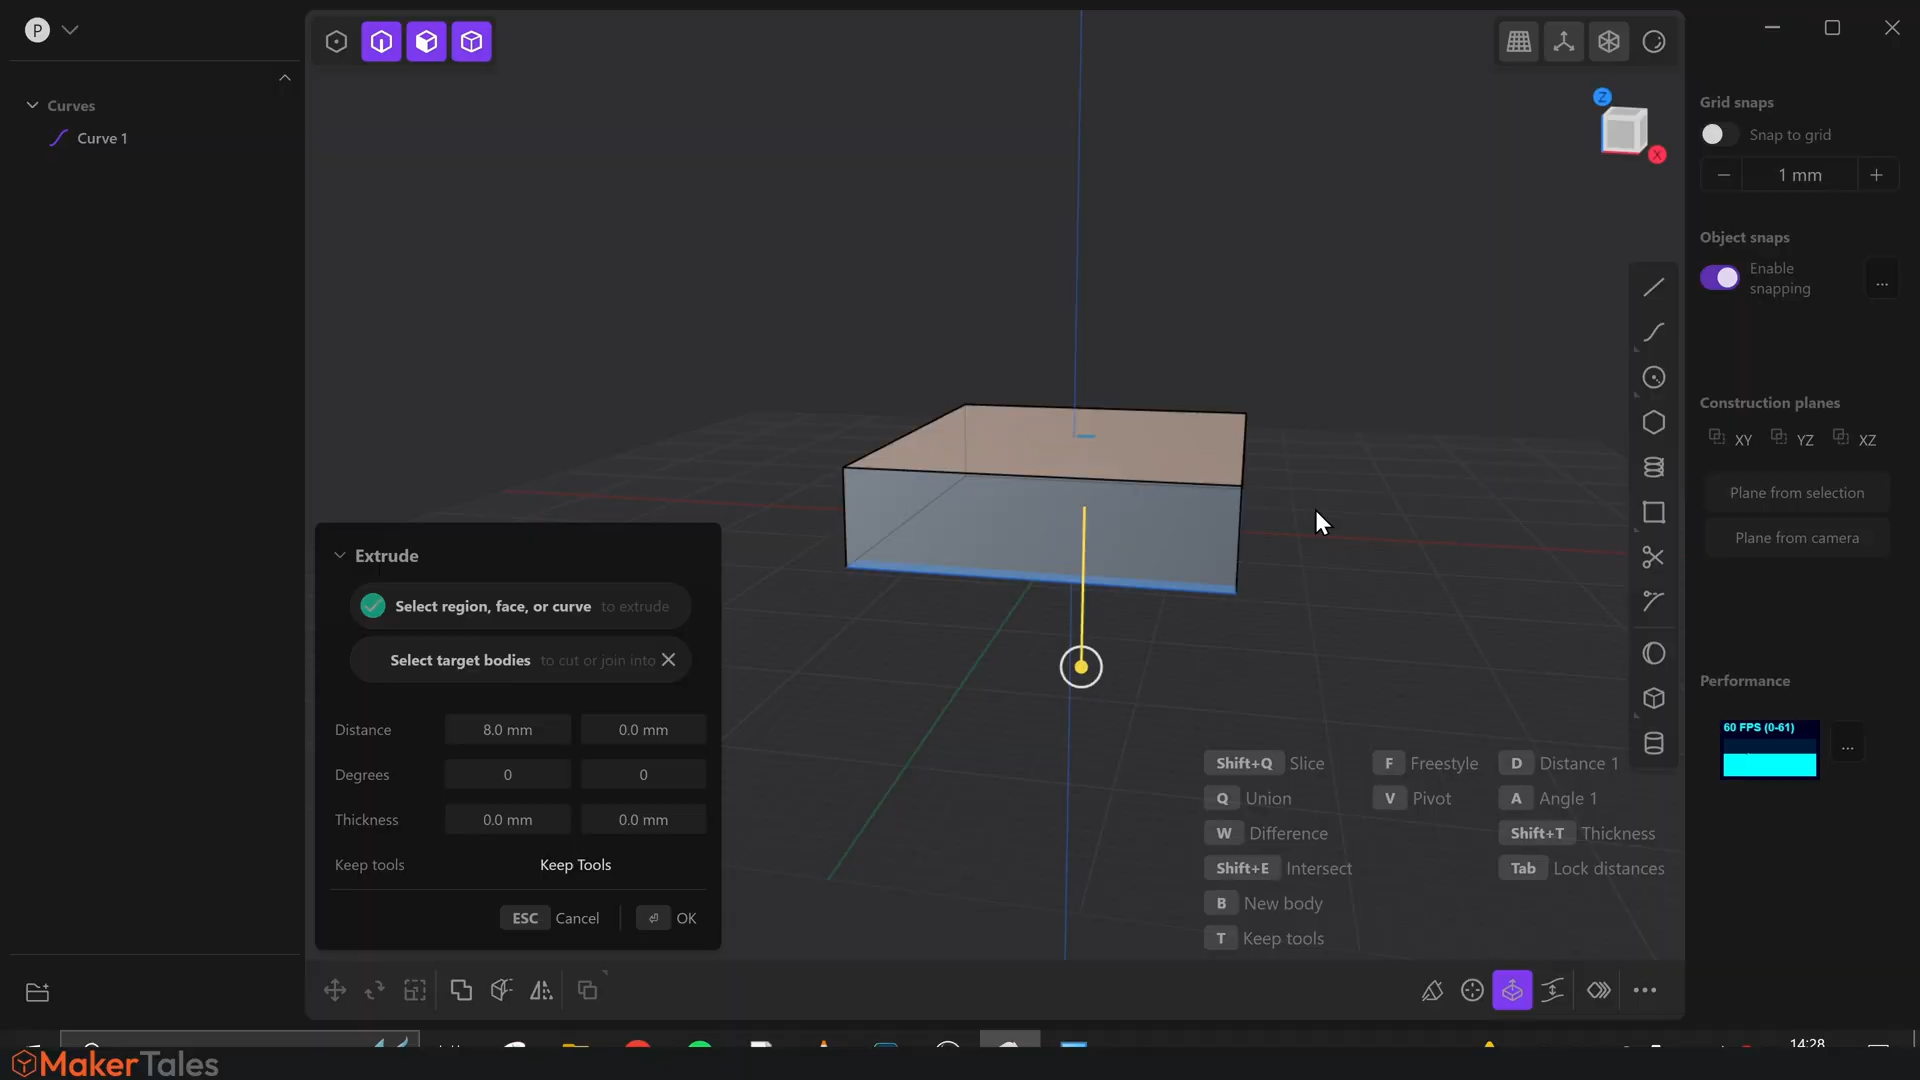 P
Curves
Curve 1
Z
X
Grid snaps
Snap to grid
1 mm
Object snaps
Enable
snapping
...
Construction planes
XY YZ XZ
Plane from selection
Plane from camera
Performance
60 FPS (0-61)
...
Extrude
Select region, face, or curve to extrude
Select target bodies to cut or join into
Distance 8.0 mm 0.0 mm
Degrees 0 0
Thickness 0.0 mm 0.0 mm
Keep tools Keep Tools
ESC Cancel OK
Shift+Q Slice F Freestyle D Distance 1
Q Union V Pivot A Angle 1
W Difference Shift+T Thickness
Shift+E Intersect Tab Lock distances
B New body
T Keep tools
14:28
MakerTales